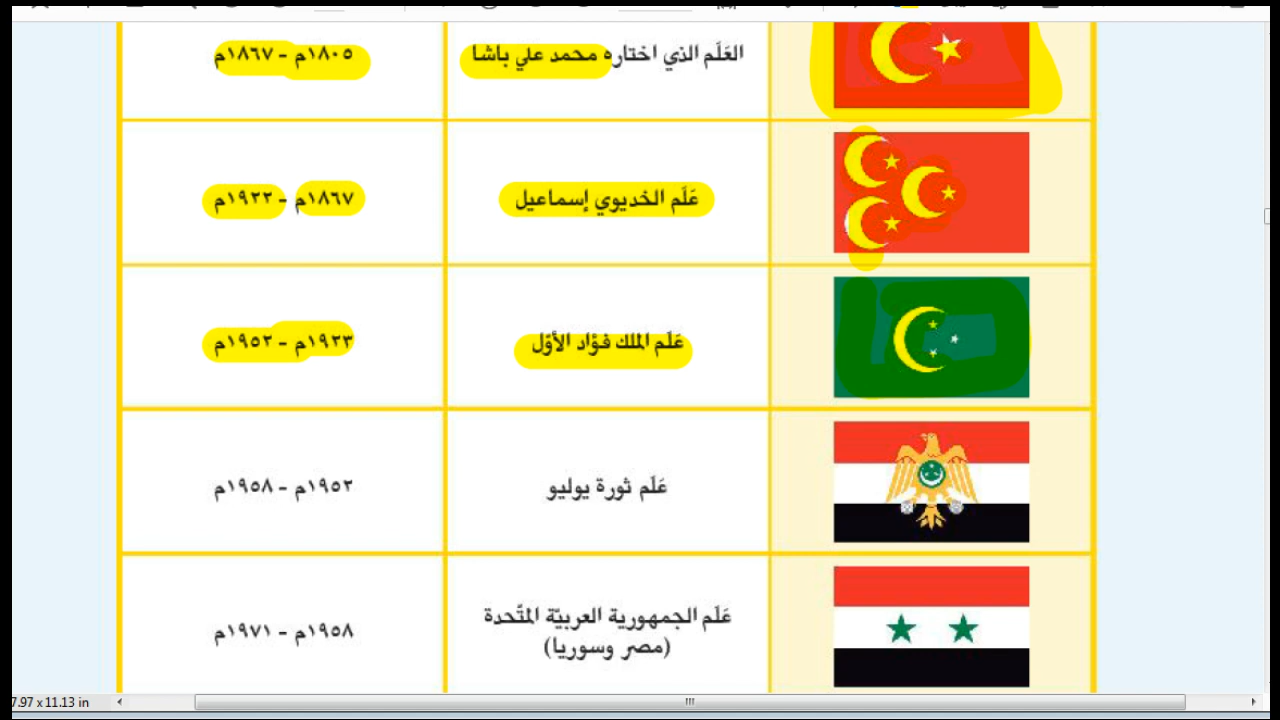 العَلَم الذي اختاره محمد علي باشا
١٨٠٥م - ١٨٦٧م
عَلَم الخديوي إسماعيل
١٨٦٧م - ١٩٢٣م
عَلَم الملك فؤاد الأوّل
١٩٢٣م - ١٩٥٢م
عَلَم ثورة يوليو
١٩٥٢م - ١٩٥٨م
عَلَم الجمهورية العربيّة المتّحدة
(مصر وسوريا)
١٩٥٨م - ١٩٧١م
7.97 x 11.13 in